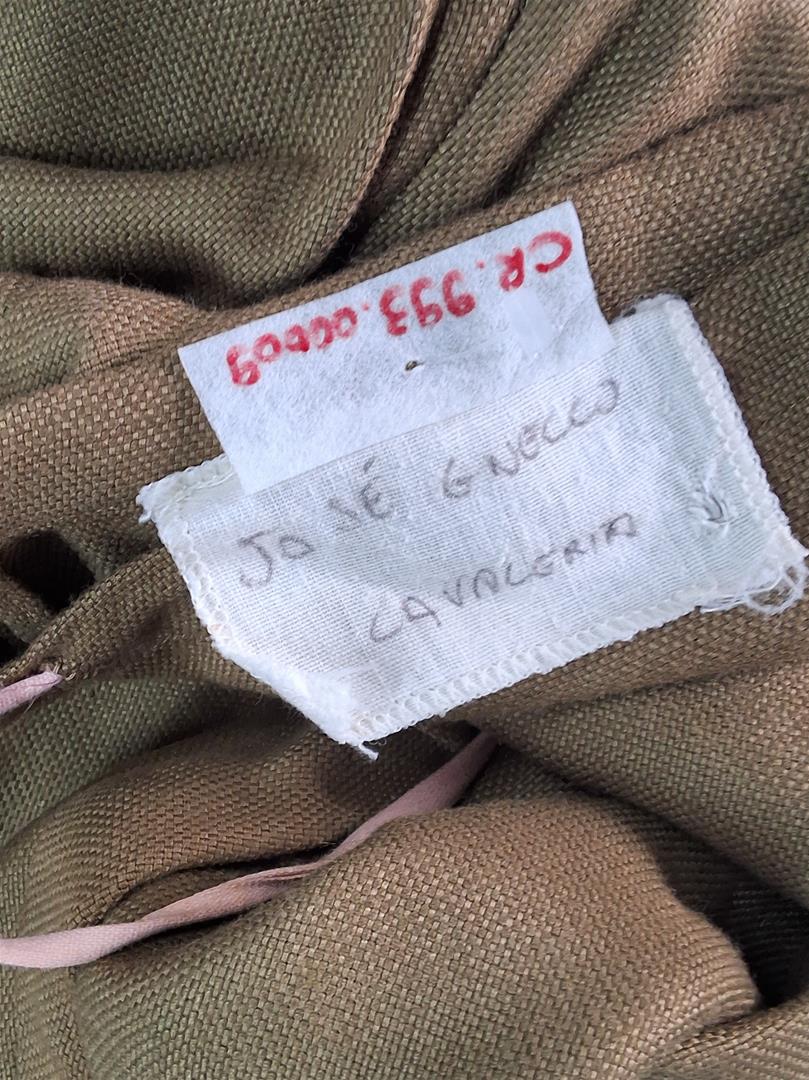 CR.993.00009
JOSÉ GNECCO
CAVALERIA